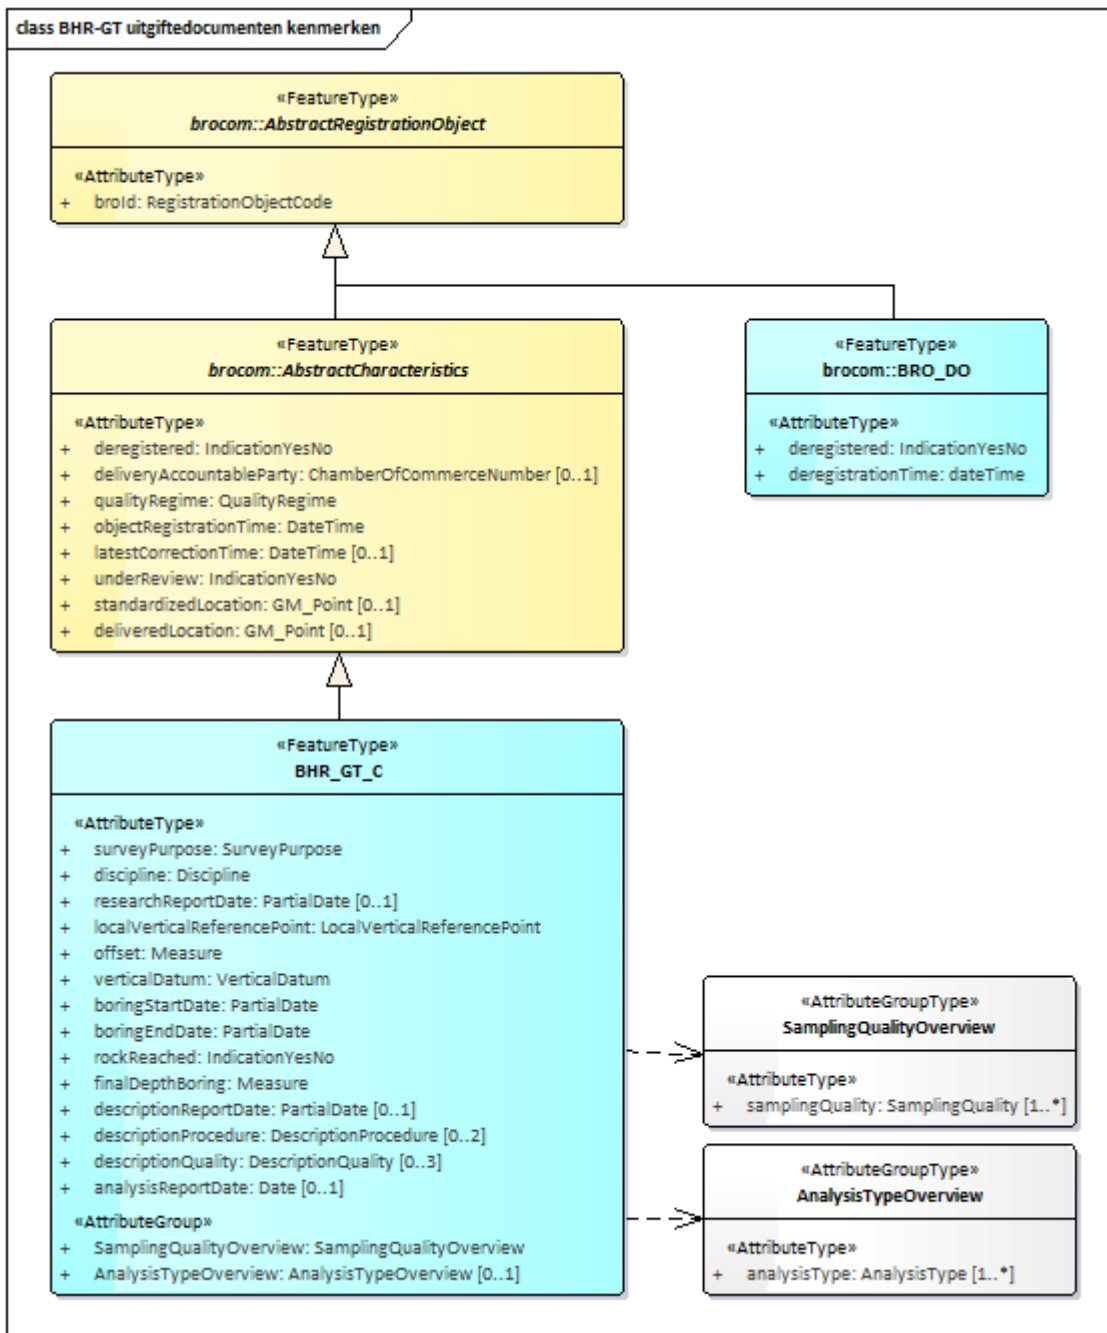 class BHR-GT uitgiftedocumenten kenmerken
«FeatureType»
brocom::AbstractRegistrationObject
«AttributeType»
+ broId: RegistrationObjectCode
«FeatureType»
brocom::AbstractCharacteristics
«AttributeType»
+ deregistered: IndicationYesNo
+ deliveryAccountableParty: ChamberOfCommerceNumber [0..1]
+ qualityRegime: QualityRegime
+ objectRegistrationTime: DateTime
+ latestCorrectionTime: DateTime [0..1]
+ underReview: IndicationYesNo
+ standardizedLocation: GM_Point [0..1]
+ deliveredLocation: GM_Point [0..1]
«FeatureType»
brocom::BRO_DO
«AttributeType»
+ deregistered: IndicationYesNo
+ deregistrationTime: dateTime
«FeatureType»
BHR_GT_C
«AttributeType»
+ surveyPurpose: SurveyPurpose
+ discipline: Discipline
+ researchReportDate: PartialDate [0..1]
+ localVerticalReferencePoint: LocalVerticalReferencePoint
+ offset: Measure
+ verticalDatum: VerticalDatum
+ boringStartDate: PartialDate
+ boringEndDate: PartialDate
+ rockReached: IndicationYesNo
+ finalDepthBoring: Measure
+ descriptionReportDate: PartialDate [0..1]
+ descriptionProcedure: DescriptionProcedure [0..2]
+ descriptionQuality: DescriptionQuality [0..3]
+ analysisReportDate: Date [0..1]
«AttributeGroup»
+ SamplingQualityOverview: SamplingQualityOverview
+ AnalysisTypeOverview: AnalysisTypeOverview [0..1]
«AttributeGroupType»
SamplingQualityOverview
«AttributeType»
+ samplingQuality: SamplingQuality [1..*]
«AttributeGroupType»
AnalysisTypeOverview
«AttributeType»
+ analysisType: AnalysisType [1..*]